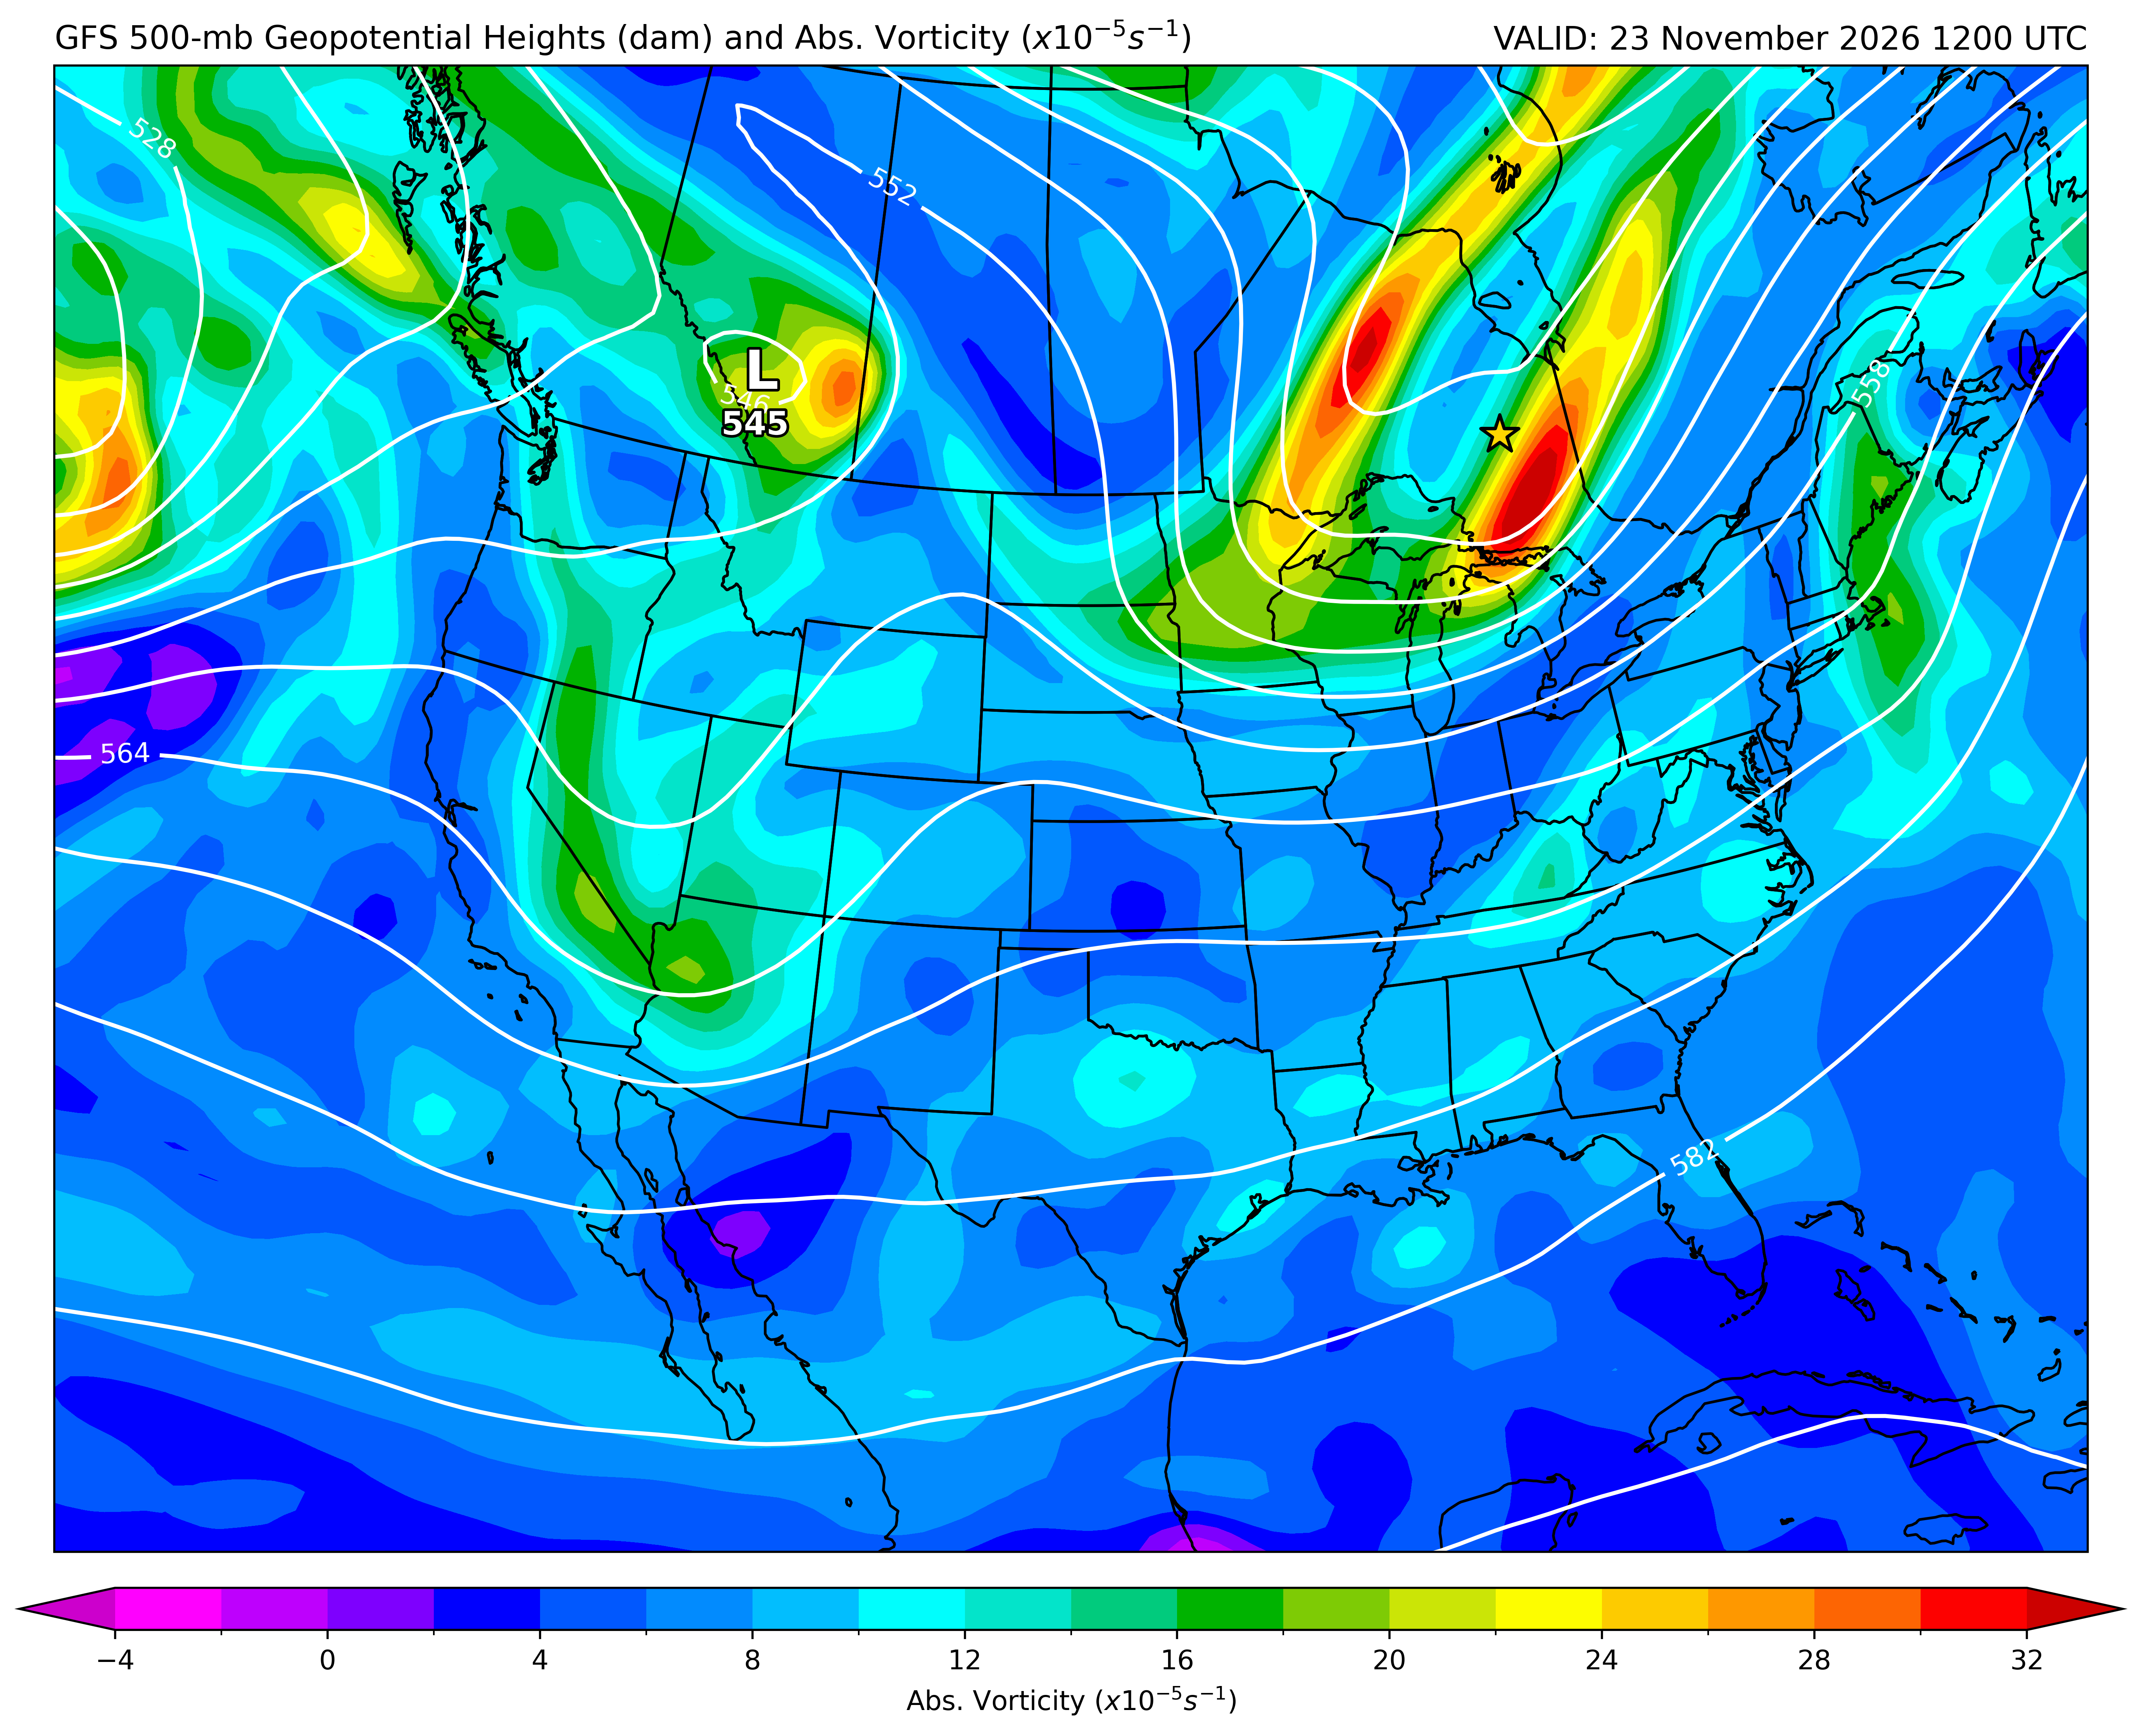 GFS 500-mb Geopotential Heights (dam) and Abs. Vorticity (x10⁻⁵s⁻¹)
VALID: 23 November 2026 1200 UTC
528
552
L
546
545
558
564
582
−4 0 4 8 12 16 20 24 28 32
Abs. Vorticity (x10⁻⁵s⁻¹)